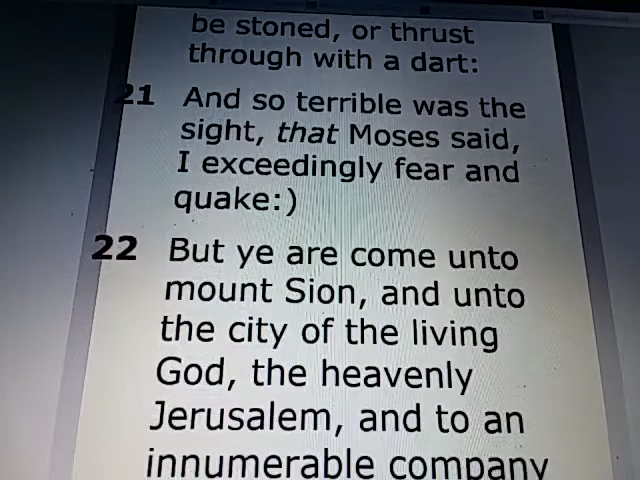 be stoned, or thrust
through with a dart:
21 And so terrible was the
sight, that Moses said,
I exceedingly fear and
quake:)
22 But ye are come unto
mount Sion, and unto
the city of the living
God, the heavenly
Jerusalem, and to an
innumerable company